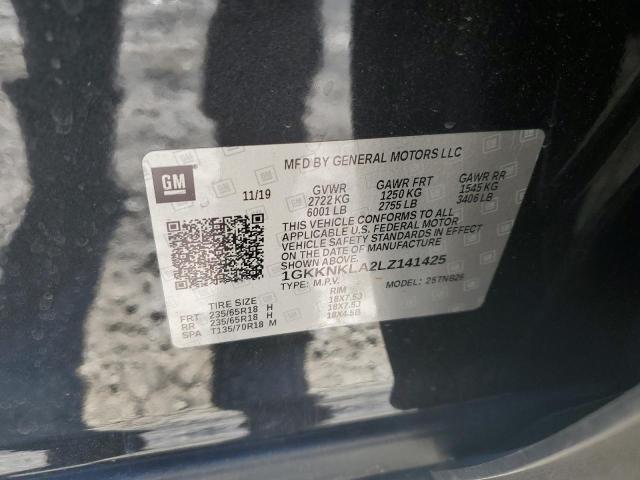 MFD BY GENERAL MOTORS LLC
GM
11/19
GVWR GAWR FRT GAWR RR
2722 KG 1250 KG 1545 KG
6001 LB 2755 LB 3406 LB
THIS VEHICLE CONFORMS TO ALL
APPLICABLE U.S. FEDERAL MOTOR
VEHICLE SAFETY STANDARDS IN EFFECT
ON THE DATE OF MANUFACTURE
SHOWN ABOVE.
1GKKNKLA2LZ141425
TYPE: M.P.V. MODEL: 25TNB26
TIRE SIZE RIM
FRT 235/65R18 H 18X7.5J
RR 235/65R18 H 18X7.5J
SPA T135/70R18 M 18X4.5B